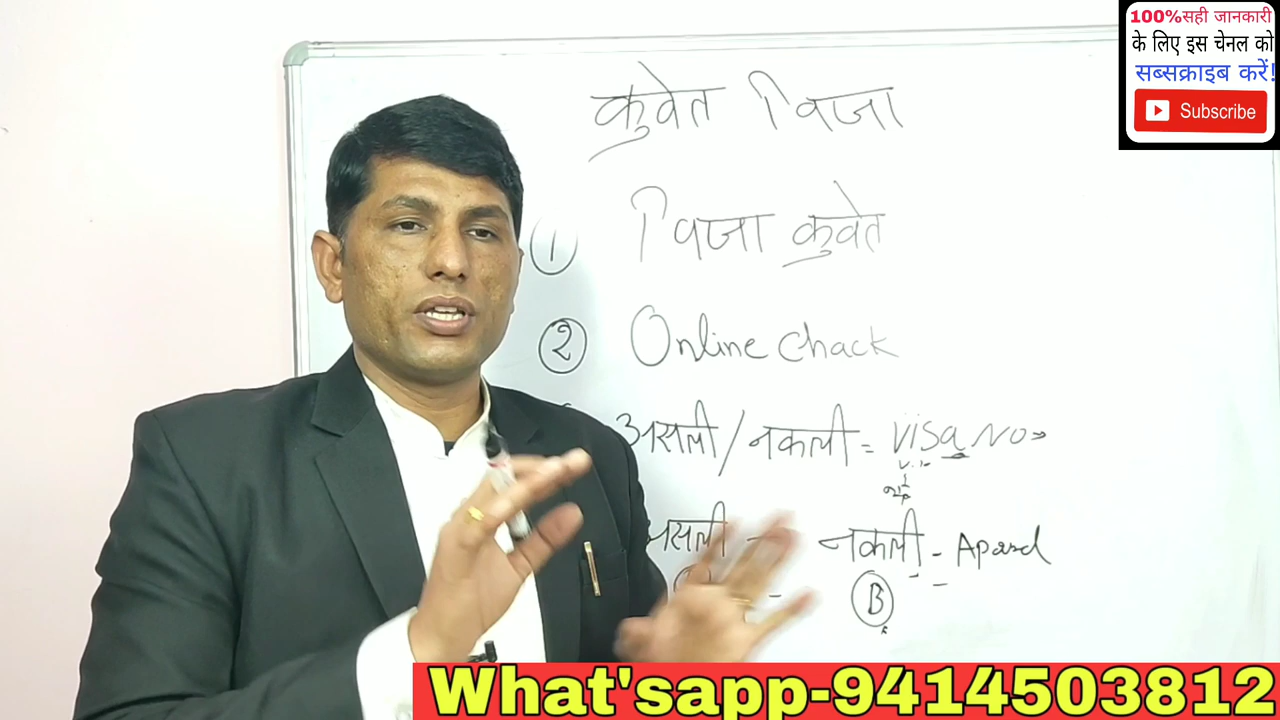 100%सही जानकारी
के लिए इस चेनल को
सब्सक्राइब करें!
Subscribe
कुवेत विजा
1 विजा कुवेत
2 Online Chack
असली/नकली = Visa No
असली नकली -
B
What'sapp-9414503812